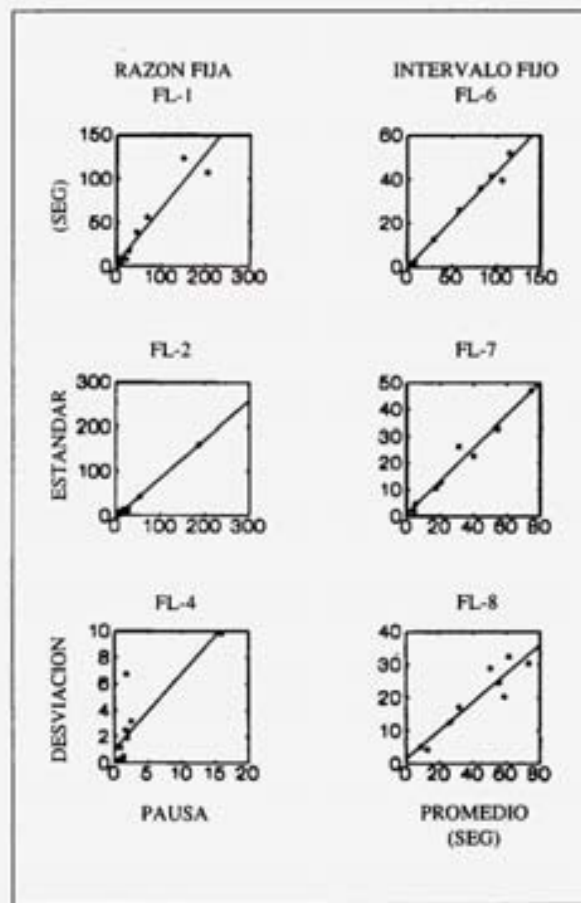 RAZON FIJA
FL-1
INTERVALO FIJO
FL-6
(SEG)
150
100
50
0
0 100 200 300
60
40
20
0
0 50 100 150
FL-2
FL-7
ESTANDAR
300
200
100
0
0 100 200 300
50
40
30
20
10
0
0 20 40 60 80
FL-4
FL-8
DESVIACION
10
8
6
4
2
0
0 5 10 15 20
40
30
20
10
0
0 20 40 60 80
PAUSA
PROMEDIO
(SEG)